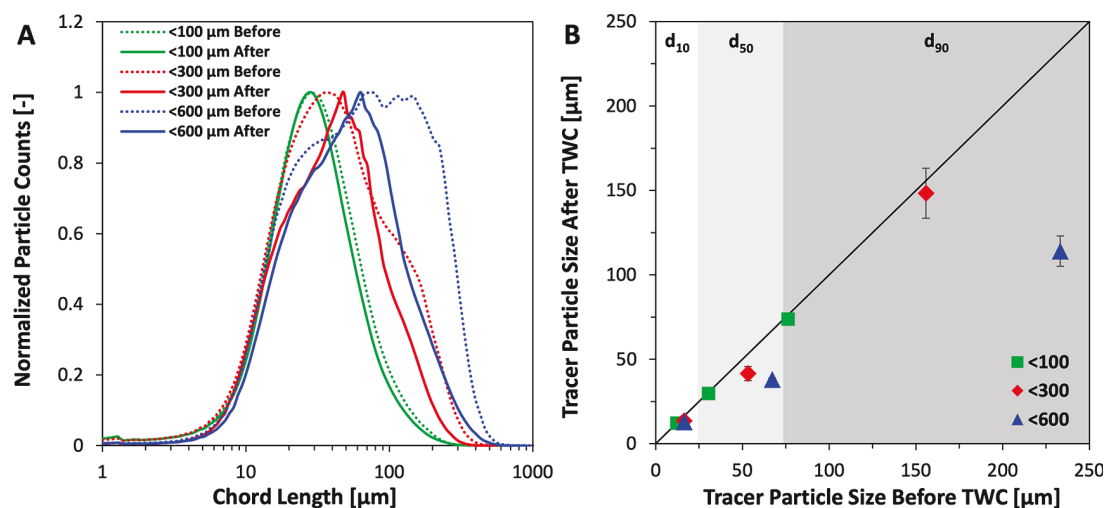 A
<100 µm Before
<100 µm After
<300 µm Before
<300 µm After
<600 µm Before
<600 µm After
Normalized Particle Counts [-]
1.2
1
0.8
0.6
0.4
0.2
0
1
10
100
1000
Chord Length [µm]
B
d10
d50
d90
Tracer Particle Size After TWC [µm]
250
200
150
100
50
0
<100
<300
<600
0
50
100
150
200
250
Tracer Particle Size Before TWC [µm]